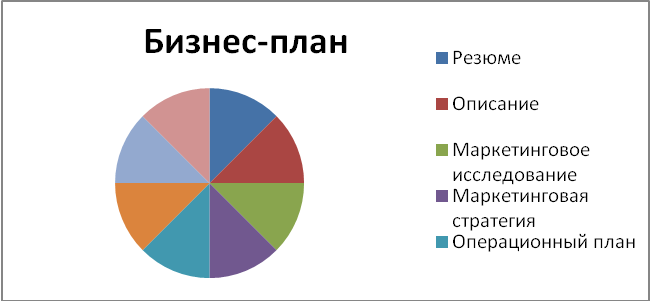 Бизнес-план
Резюме
Описание
Маркетинговое
исследование
Маркетинговая
стратегия
Операционный план